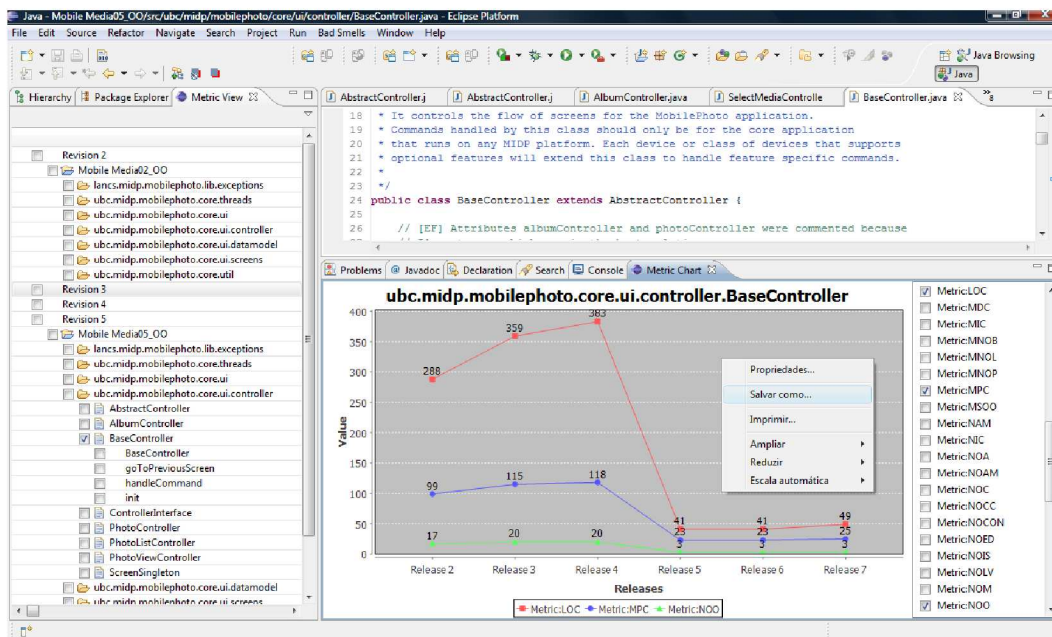 Java - Mobile Media05_OO/src/ubc/midp/mobilephoto/core/ui/controller/BaseController.java - Eclipse Platform
File Edit Source Refactor Navigate Search Project Run Bad Smells Window Help
Java Browsing
Java
Hierarchy Package Explorer Metric View
Revision 2
Mobile Media02_OO
lancs.midp.mobilephoto.lib.exceptions
ubc.midp.mobilephoto.core.threads
ubc.midp.mobilephoto.core.ui
ubc.midp.mobilephoto.core.ui.controller
ubc.midp.mobilephoto.core.ui.datamodel
ubc.midp.mobilephoto.core.ui.screens
ubc.midp.mobilephoto.core.util
Revision 3
Revision 4
Revision 5
Mobile Media05_OO
lancs.midp.mobilephoto.lib.exceptions
ubc.midp.mobilephoto.core.threads
ubc.midp.mobilephoto.core.ui
ubc.midp.mobilephoto.core.ui.controller
AbstractController
AlbumController
BaseController
BaseController
goToPreviousScreen
handleCommand
init
ControllerInterface
PhotoController
PhotoListController
PhotoViewController
ScreenSingleton
ubc.midp.mobilephoto.core.ui.datamodel
ubc.midp.mobilephoto.core.ui.screens
AbstractController.j AbstractController.j AlbumController.java SelectMediaControlle BaseController.java »8
18 * It controls the flow of screens for the MobilePhoto application.
19 * Commands handled by this class should only be for the core application
20 * that runs on any MIDP platform. Each device or class of devices that supports
21 * optional features will extend this class to handle feature specific commands.
22 *
23 */
24 public class BaseController extends AbstractController {
25
26 // [EF] Attributes albumController and photoController were commented because
Problems Javadoc Declaration Search Console Metric Chart
ubc.midp.mobilephoto.core.ui.controller.BaseController
400
350
300
250
200
150
100
50
0
Value
288 359 383 41 41 49
99 115 118 23 23 25
17 20 20 3 3 3
Release 2 Release 3 Release 4 Release 5 Release 6 Release 7
Releases
Metric:LOC Metric:MPC Metric:NOO
Propriedades...
Salvar como...
Imprimir...
Ampliar
Reduzir
Escala automática
Metric:LOC
Metric:MDC
Metric:MIC
Metric:MNOB
Metric:MNOL
Metric:MNOP
Metric:MPC
Metric:MSOO
Metric:NAM
Metric:NIC
Metric:NOA
Metric:NOAM
Metric:NOC
Metric:NOCC
Metric:NOCON
Metric:NOED
Metric:NOIS
Metric:NOLV
Metric:NOM
Metric:NOO